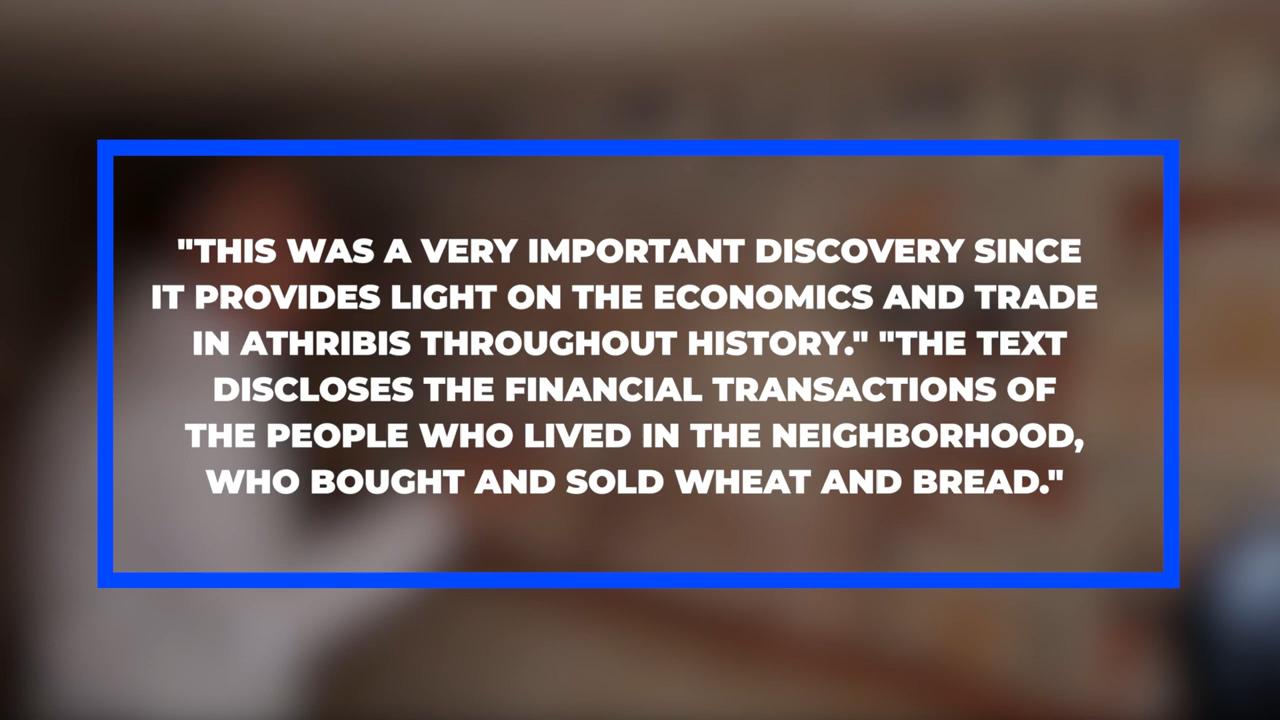 "THIS WAS A VERY IMPORTANT DISCOVERY SINCE
IT PROVIDES LIGHT ON THE ECONOMICS AND TRADE
IN ATHRIBIS THROUGHOUT HISTORY." "THE TEXT
DISCLOSES THE FINANCIAL TRANSACTIONS OF
THE PEOPLE WHO LIVED IN THE NEIGHBORHOOD,
WHO BOUGHT AND SOLD WHEAT AND BREAD."